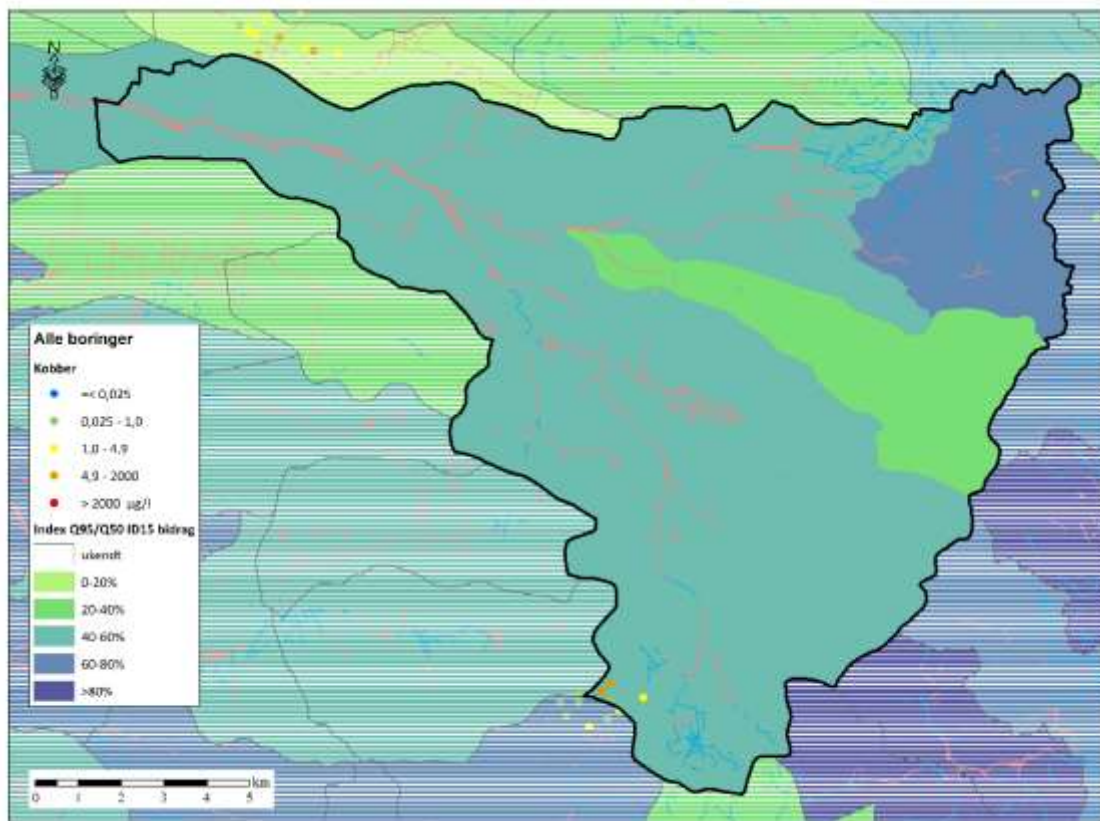 N
Alle boringer
Kobber
=< 0,025
0,025 - 1,0
1,0 - 4,9
4,9 - 2000
> 2000 µg/l
Index Q95/Q50 ID15 bidrag
ukendt
0-20%
20-40%
40-60%
60-80%
>80%
km
0 1 2 3 4 5